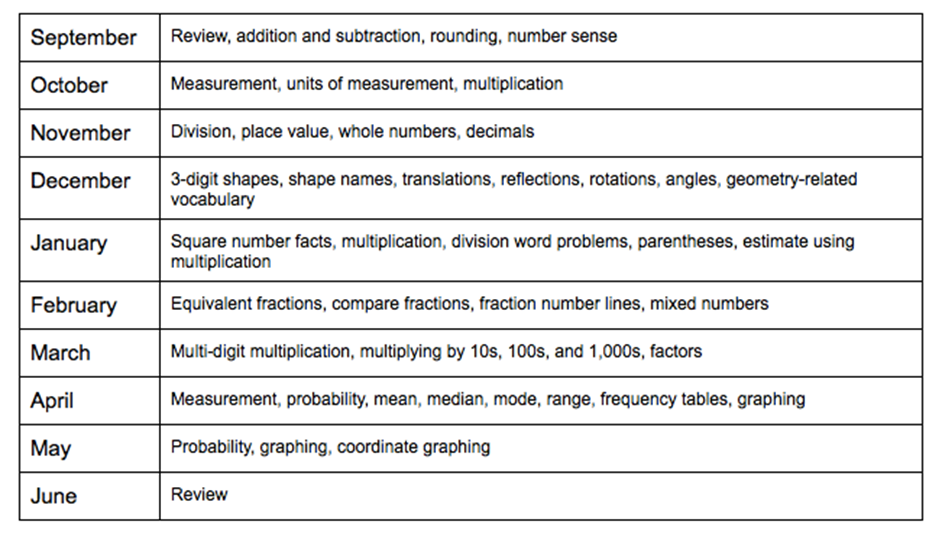 September
Review, addition and subtraction, rounding, number sense
October
Measurement, units of measurement, multiplication
November
Division, place value, whole numbers, decimals
December
3-digit shapes, shape names, translations, reflections, rotations, angles, geometry-related
vocabulary
January
Square number facts, multiplication, division word problems, parentheses, estimate using
multiplication
February
Equivalent fractions, compare fractions, fraction number lines, mixed numbers
March
Multi-digit multiplication, multiplying by 10s, 100s, and 1,000s, factors
April
Measurement, probability, mean, median, mode, range, frequency tables, graphing
May
Probability, graphing, coordinate graphing
June
Review